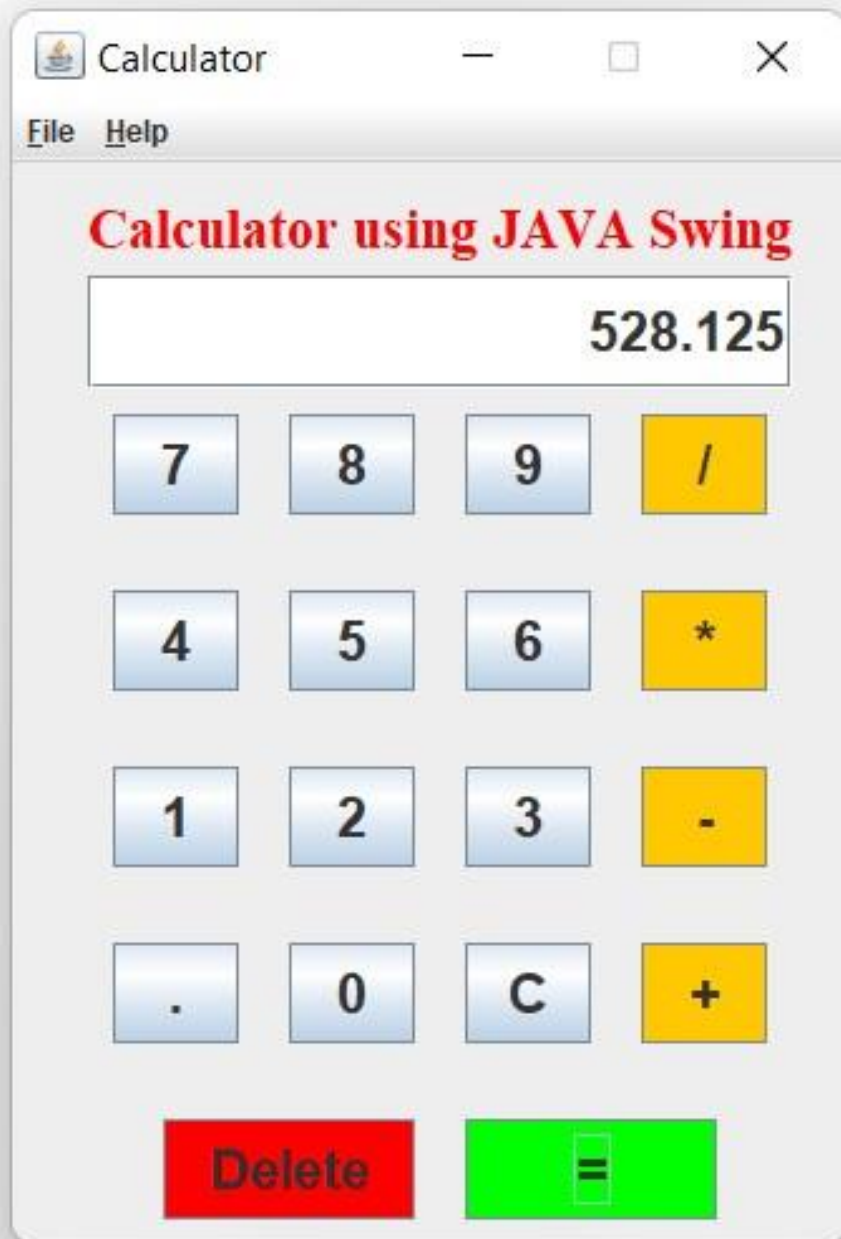 Calculator
File Help
Calculator using JAVA Swing
528.125
7 8 9 /
4 5 6 *
1 2 3 -
. 0 C +
Delete =